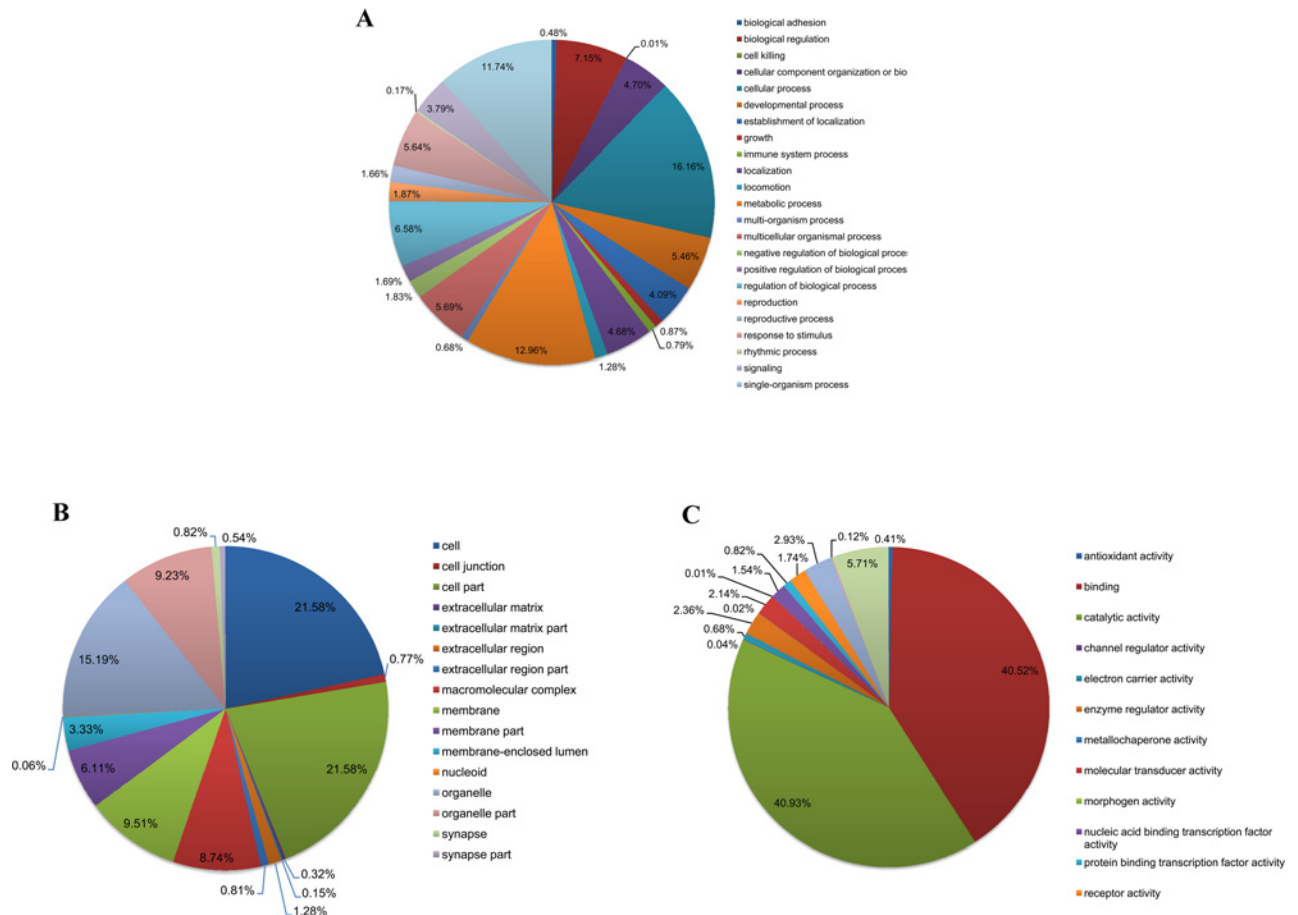 A
0.48%
7.15%
0.01%
4.70%
16.16%
5.46%
4.09%
0.87%
0.79%
4.68%
1.28%
12.96%
0.68%
5.69%
1.83%
1.69%
6.58%
1.87%
1.66%
5.64%
0.17%
3.79%
11.74%
biological adhesion
biological regulation
cell killing
cellular component organization or bio
cellular process
developmental process
establishment of localization
growth
immune system process
localization
locomotion
metabolic process
multi-organism process
multicellular organismal process
negative regulation of biological proces
positive regulation of biological process
regulation of biological process
reproduction
reproductive process
response to stimulus
rhythmic process
signaling
single-organism process
B
0.82%
0.54%
21.58%
0.77%
21.58%
0.32%
0.15%
1.28%
0.81%
8.74%
9.51%
6.11%
3.33%
0.06%
15.19%
9.23%
cell
cell junction
cell part
extracellular matrix
extracellular matrix part
extracellular region
extracellular region part
macromolecular complex
membrane
membrane part
membrane-enclosed lumen
nucleoid
organelle
organelle part
synapse
synapse part
C
0.41%
40.52%
40.93%
0.04%
0.68%
2.36%
0.02%
2.14%
0.01%
1.54%
0.82%
1.74%
2.93%
0.12%
5.71%
antioxidant activity
binding
catalytic activity
channel regulator activity
electron carrier activity
enzyme regulator activity
metallochaperone activity
molecular transducer activity
morphogen activity
nucleic acid binding transcription factor
activity
protein binding transcription factor activity
receptor activity